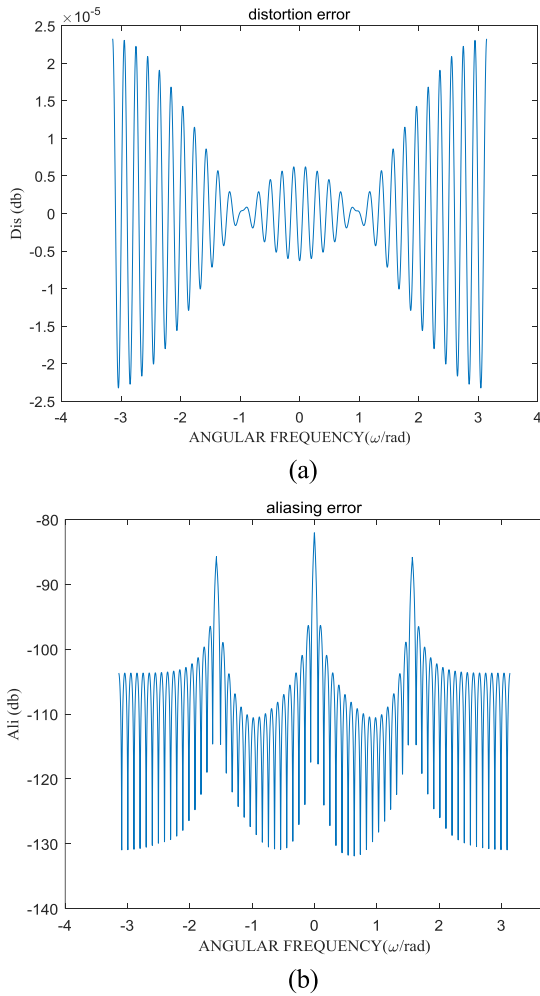 ×10⁻⁵
distortion error
2.5
2
1.5
1
0.5
0
-0.5
-1
-1.5
-2
-2.5
Dis (db)
-4 -3 -2 -1 0 1 2 3 4
ANGULAR FREQUENCY(ω/rad)
(a)
aliasing error
-80
-90
-100
-110
-120
-130
-140
Ali (db)
-4 -3 -2 -1 0 1 2 3
ANGULAR FREQUENCY(ω/rad)
(b)